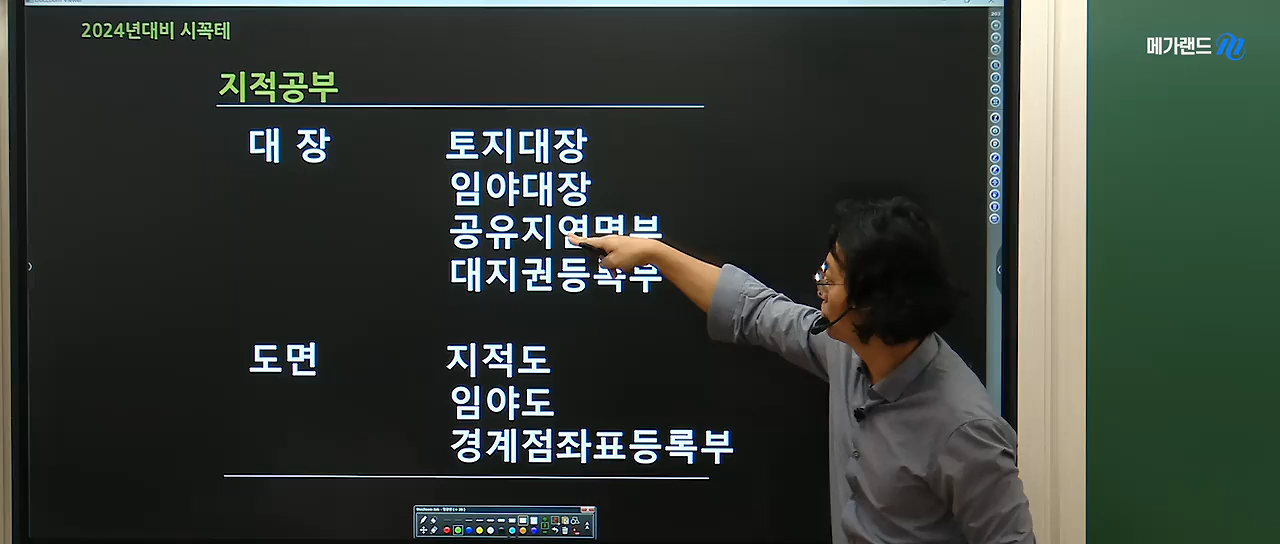 2024년대비 시꼭테
메가랜드
지적공부
대 장 토지대장
임야대장
공유지연명부
대지권등록부
도면 지적도
임야도
경계점좌표등록부